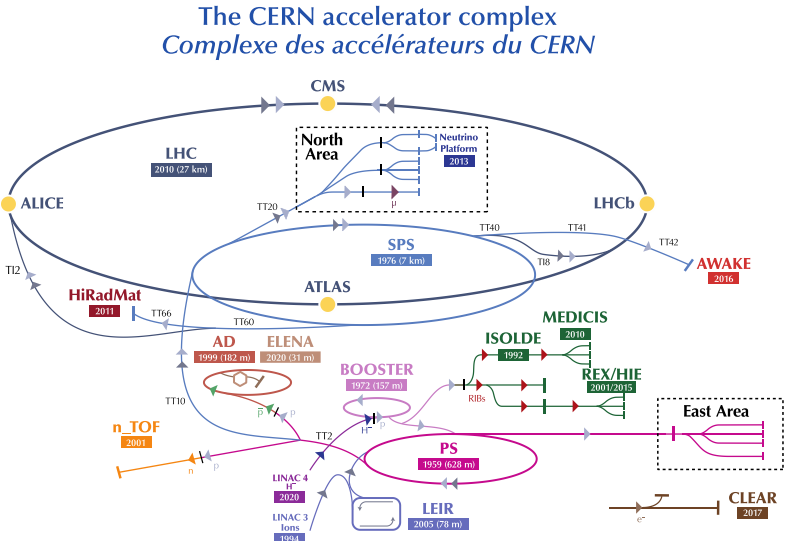 The CERN accelerator complex
Complexe des accélérateurs du CERN
CMS
North
Area
Neutrino
Platform
2013
LHC
2010 (27 km)
ALICE
LHCb
TT20
µ
TT40
TT41
TT42
SPS
1976 (7 km)
TI8
AWAKE
2016
TI2
HiRadMat
2011
ATLAS
TT66
TT60
MEDICIS
2010
AD
1999 (182 m)
ELENA
2020 (31 m)
ISOLDE
1992
BOOSTER
1972 (157 m)
REX/HIE
2001/2015
RIBs
TT10
p̅
p
H⁻
p
East Area
n_TOF
2001
TT2
n
p
PS
1959 (628 m)
LINAC 4
H⁻
2020
LINAC 3
Ions
1994
LEIR
2005 (78 m)
e⁻
CLEAR
2017